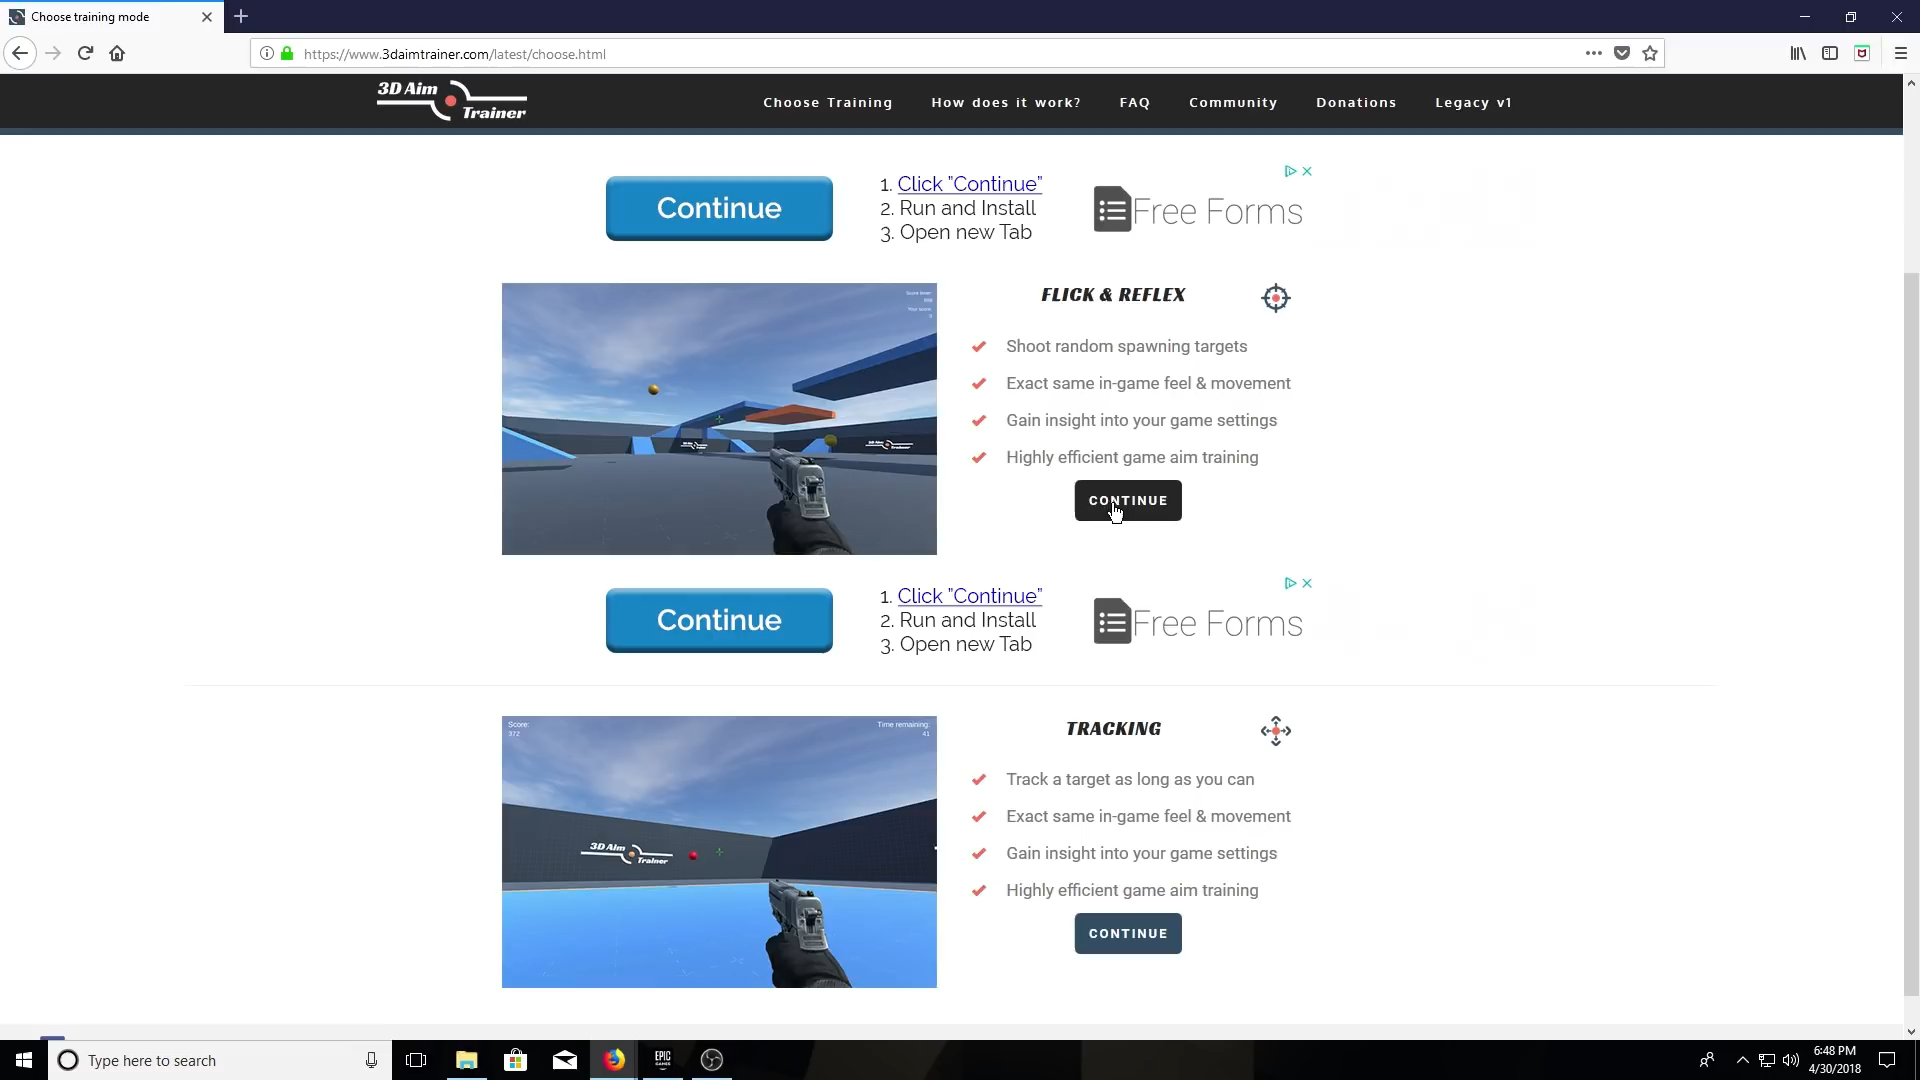 Choose training mode
https://www.3daimtrainer.com/latest/choose.html
3D Aim
Trainer
Choose Training
How does it work?
FAQ
Community
Donations
Legacy v1
Continue
1. Click "Continue"
2. Run and Install
3. Open new Tab
Free Forms
FLICK & REFLEX
Shoot random spawning targets
Exact same in-game feel & movement
Gain insight into your game settings
Highly efficient game aim training
CONTINUE
Continue
1. Click "Continue"
2. Run and Install
3. Open new Tab
Free Forms
Score:
372
Time remaining:
41
3D Aim
Trainer
TRACKING
Track a target as long as you can
Exact same in-game feel & movement
Gain insight into your game settings
Highly efficient game aim training
CONTINUE
Type here to search
EPIC
GAMES
6:48 PM
4/30/2018